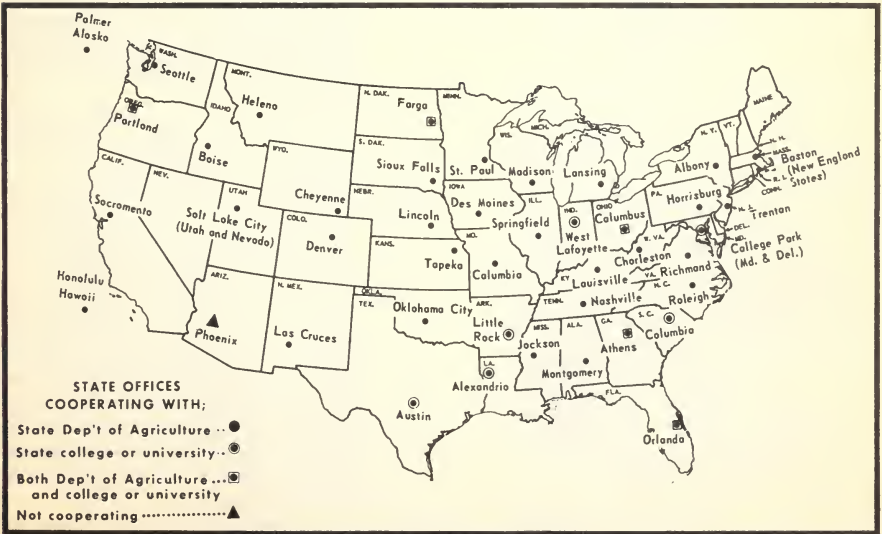 Palmer
Alaska
WASH.
Seattle
MONT.
Helena
N. DAK.
Fargo
MINN.
MAINE
OREG.
Portland
IDAHO
Boise
WYO.
Cheyenne
S. DAK.
Sioux Falls
St. Paul
WIS.
Madison
MICH.
Lansing
N. Y.
VT.
N. H.
MASS.
Albany
Boston
(New England
States)
R. I.
CONN.
CALIF.
NEV.
Sacramento
UTAH
Salt Lake City
(Utah and Nevada)
COLO.
Denver
NEBR.
Lincoln
IOWA
Des Moines
ILL.
Springfield
IND.
West
Lafayette
OHIO
Columbus
PA.
Harrisburg
N. J.
Trenton
DEL.
MD.
College Park
(Md. & Del.)
KANS.
Topeka
MO.
Columbia
KY.
Louisville
W. VA.
Charleston
VA.
Richmond
Honolulu
Hawaii
ARIZ.
Phoenix
N. MEX.
Las Cruces
OKLA.
TEX.
Oklahoma City
ARK.
Little
Rock
TENN.
Nashville
N. C.
Raleigh
S. C.
Columbia
MISS.
Jackson
ALA.
Montgomery
GA.
Athens
LA.
Alexandria
Austin
FLA.
Orlando
STATE OFFICES
COOPERATING WITH;
State Dep't of Agriculture
State college or university
Both Dep't of Agriculture
and college or university
Not cooperating